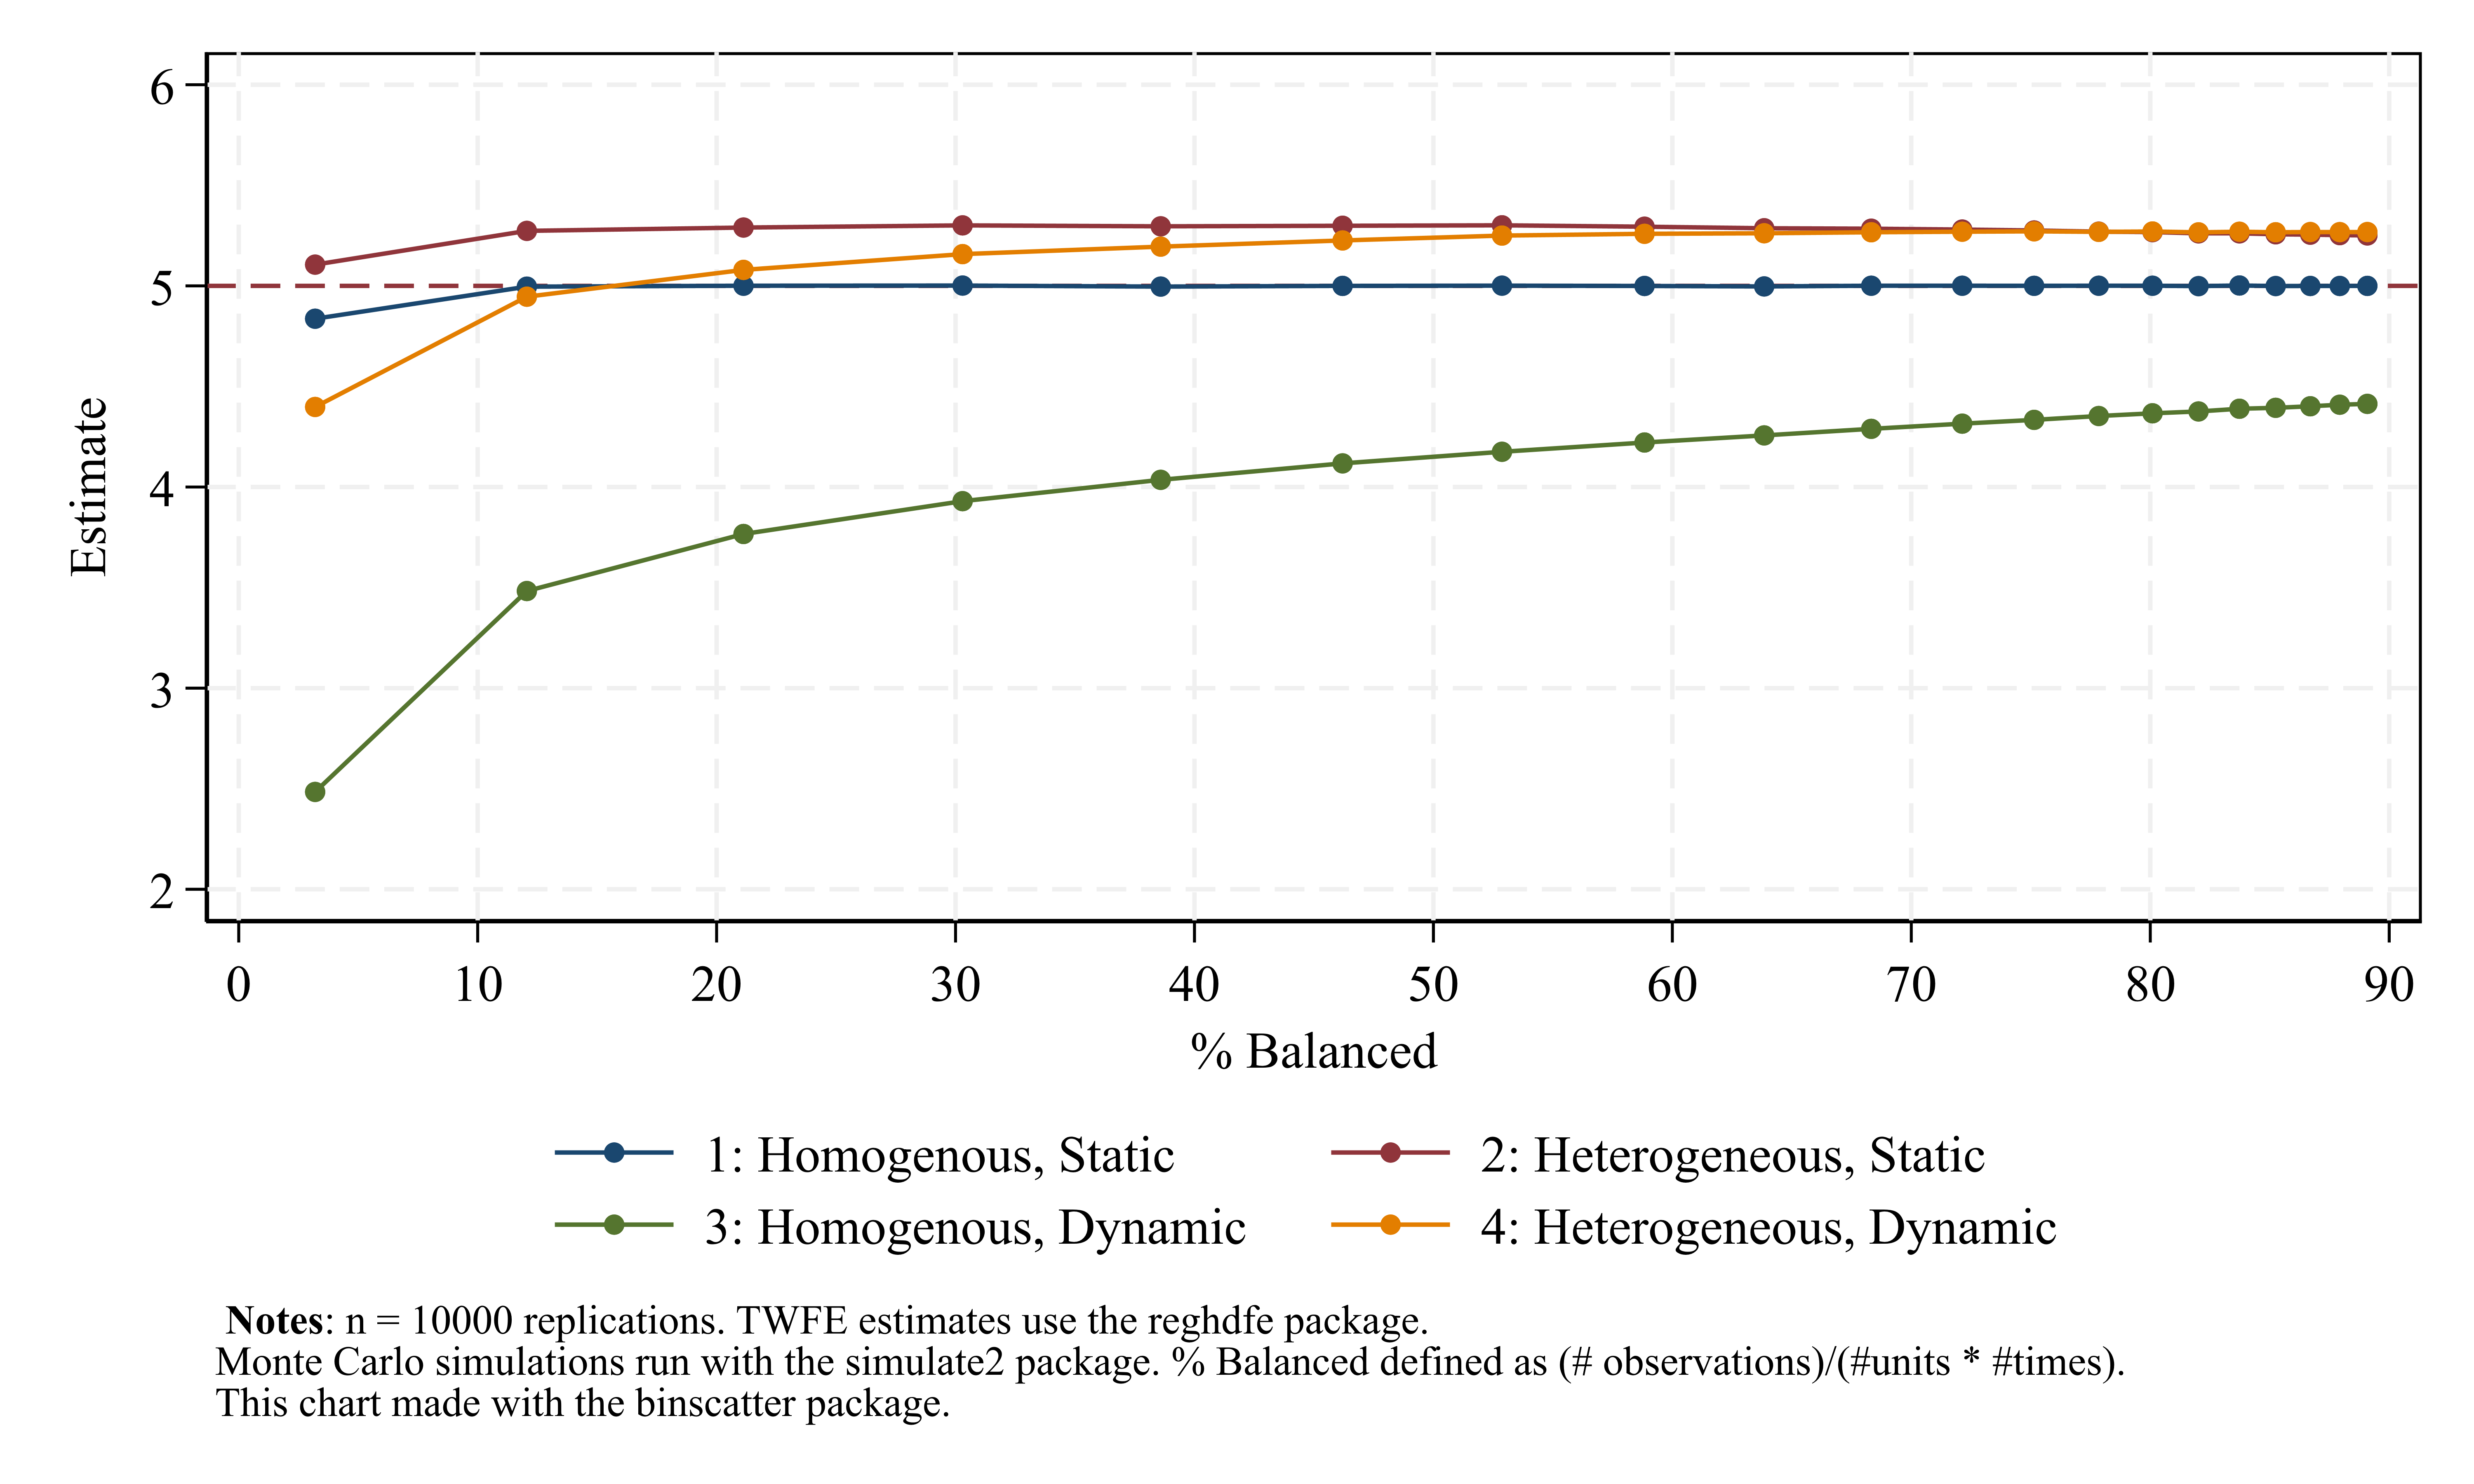 6
5
4
3
2
Estimate
0 10 20 30 40 50 60 70 80 90
% Balanced
1: Homogenous, Static 2: Heterogeneous, Static
3: Homogenous, Dynamic 4: Heterogeneous, Dynamic
Notes: n = 10000 replications. TWFE estimates use the reghdfe package.
Monte Carlo simulations run with the simulate2 package. % Balanced defined as (# observations)/(#units * #times).
This chart made with the binscatter package.